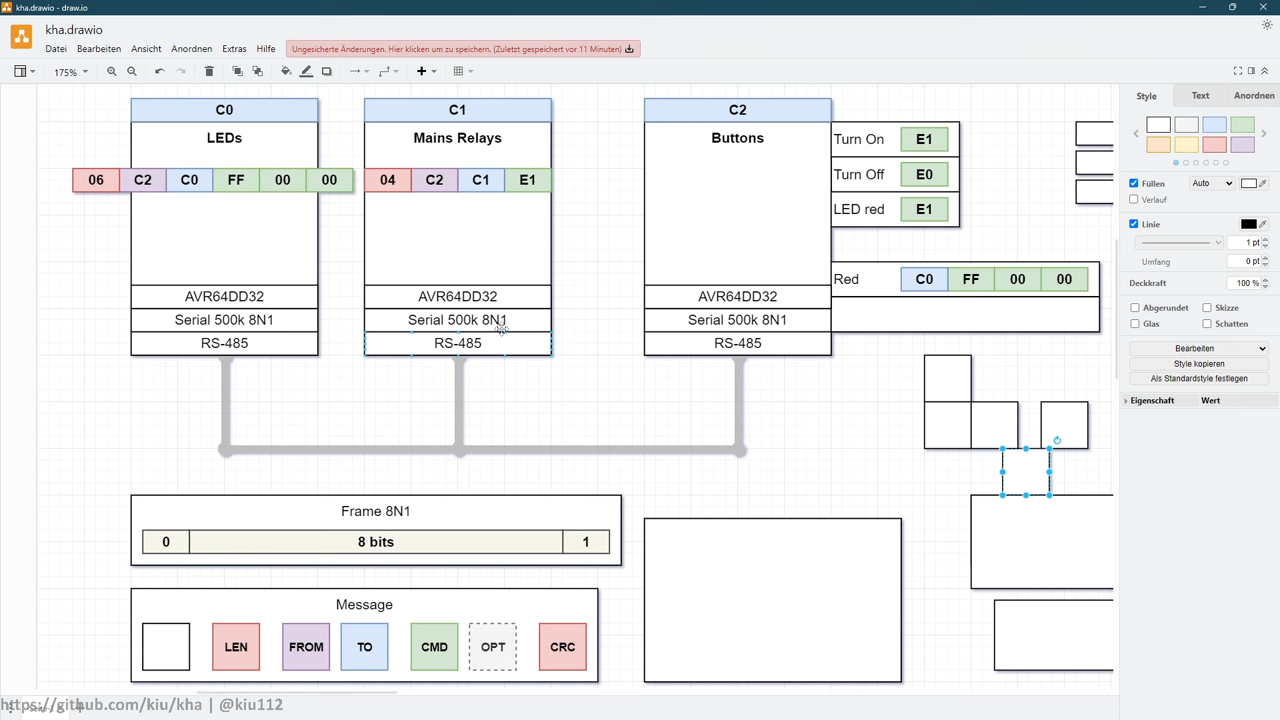 kha.drawio - draw.io
kha.drawio
Datei Bearbeiten Ansicht Anordnen Extras Hilfe
Ungesicherte Änderungen. Hier klicken um zu speichern. (Zuletzt gespeichert vor 11 Minuten)
175%
C0 C1 C2
LEDs Mains Relays Buttons
Turn On E1
Turn Off E0
LED red E1
06 C2 C0 FF 00 00
04 C2 C1 E1
Red C0 FF 00 00
AVR64DD32 AVR64DD32 AVR64DD32
Serial 500k 8N1 Serial 500k 8N1 Serial 500k 8N1
RS-485 RS-485 RS-485
Frame 8N1
0 8 bits 1
Message
LEN FROM TO CMD OPT CRC
Style Text Anordnen
Füllen Auto
Verlauf
Linie
1 pt
Umfang 0 pt
Deckkraft 100 %
Abgerundet Skizze
Glas Schatten
Bearbeiten
Style kopieren
Als Standardstyle festlegen
Eigenschaft Wert
https://github.com/kiu/kha | @kiu112